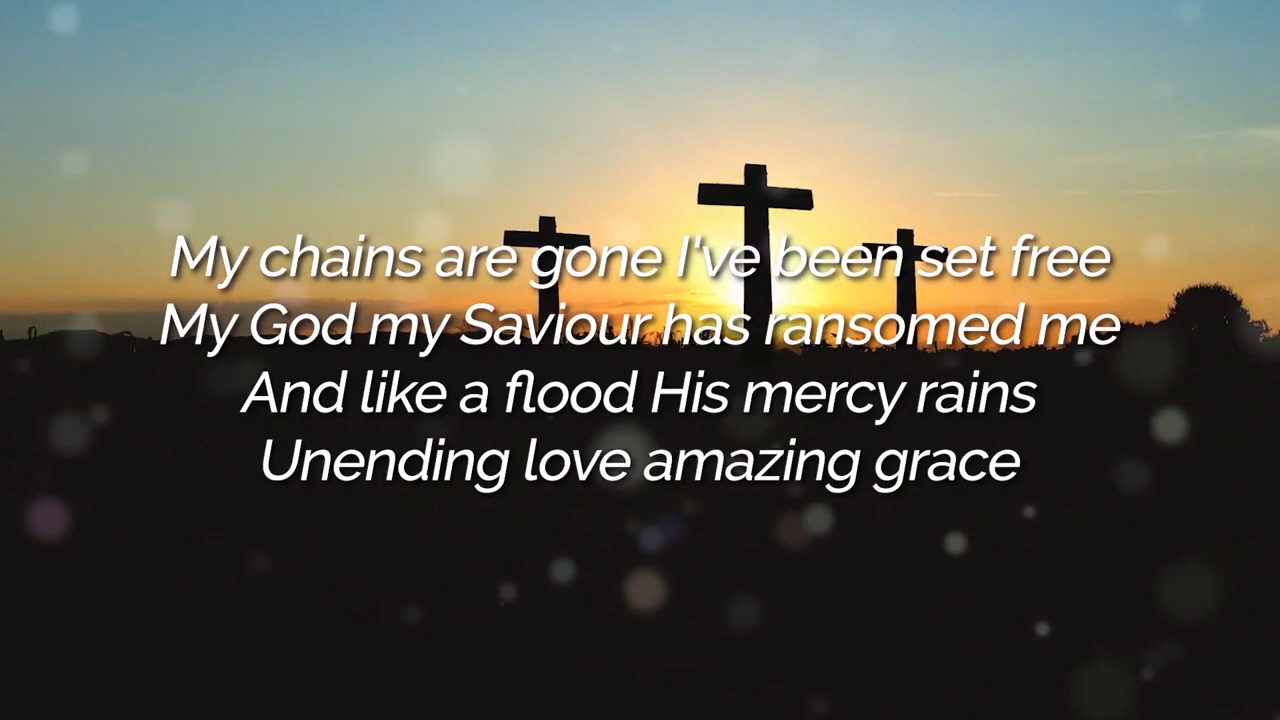 My chains are gone I've been set free
My God my Saviour has ransomed me
And like a flood His mercy rains
Unending love amazing grace